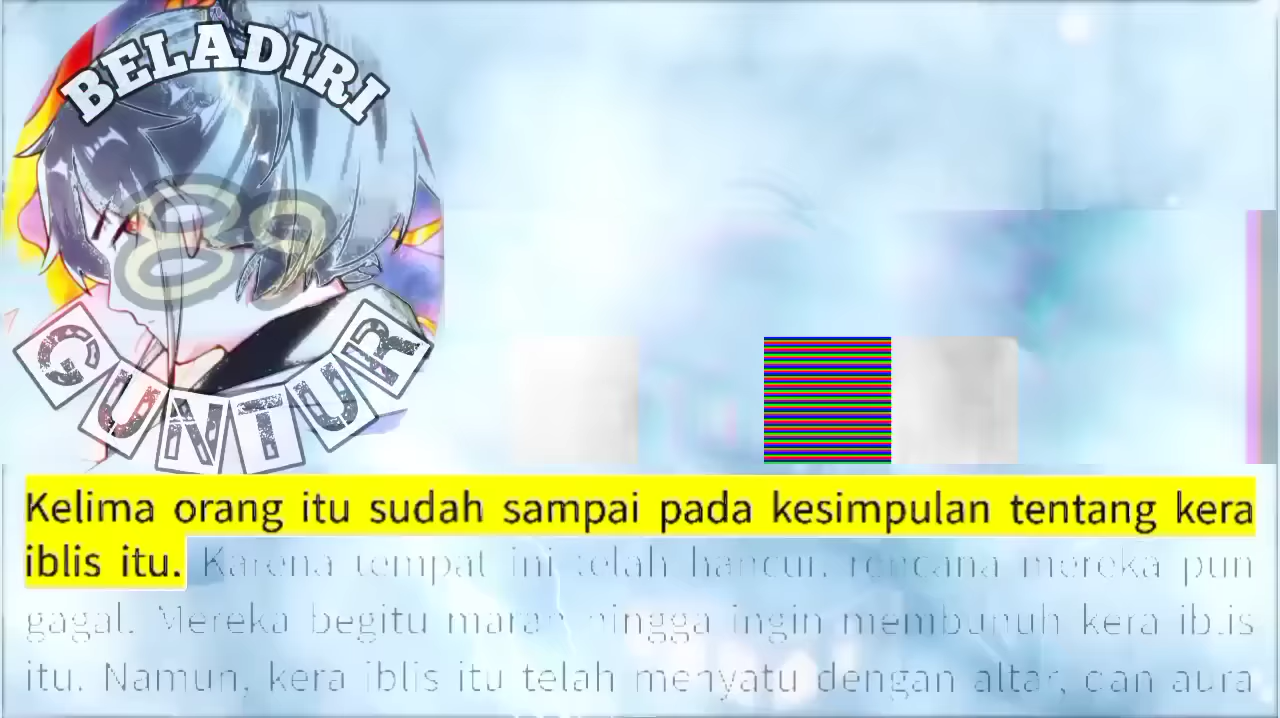 BELADIRI
89
GUNTUR
Kelima orang itu sudah sampai pada kesimpulan tentang kera
iblis itu. Karena tempat ini telah hancur, rencana mereka pun
gagal. Mereka begitu marah hingga ingin membunuh kera iblis
itu. Namun, kera iblis itu telah menyatu dengan altar, dan aura